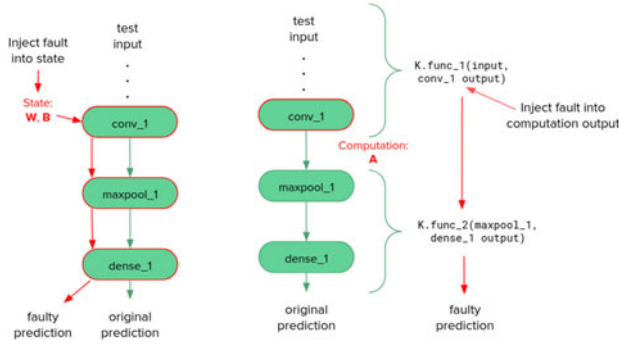 Inject fault
into state
State:
W, B
test
input
.
.
.
conv_1
maxpool_1
dense_1
faulty
prediction
original
prediction
test
input
.
.
.
conv_1
Computation:
A
maxpool_1
dense_1
original
prediction
K.func_1(input,
conv_1 output)
Inject fault into
computation output
K.func_2(maxpool_1,
dense_1 output)
faulty
prediction